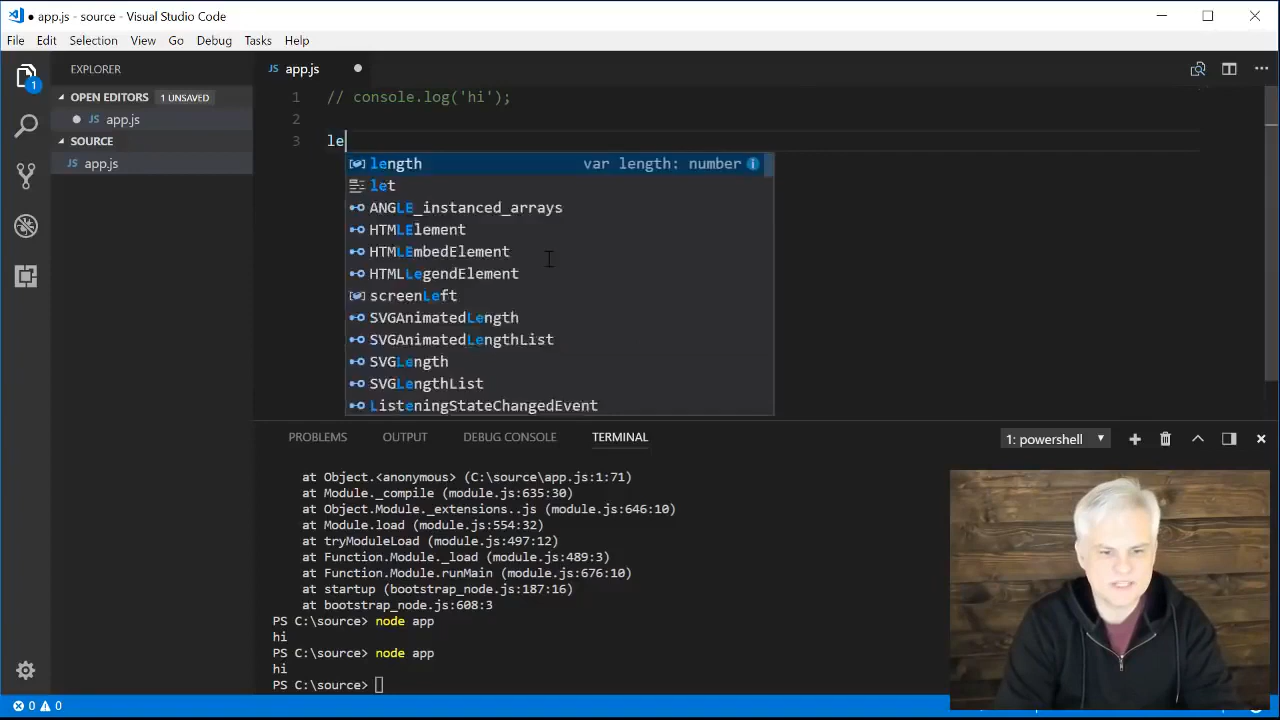 ● app.js - source - Visual Studio Code
File Edit Selection View Go Debug Tasks Help
EXPLORER
JS app.js ●
OPEN EDITORS 1 UNSAVED
1
● JS app.js
SOURCE
JS app.js
1 // console.log('hi');
2
3 le
length var length: number
let
ANGLE_instanced_arrays
HTMLElement
HTMLEmbedElement
HTMLLegendElement
screenLeft
SVGAnimatedLength
SVGAnimatedLengthList
SVGLength
SVGLengthList
ListeningStateChangedEvent
PROBLEMS OUTPUT DEBUG CONSOLE TERMINAL 1: powershell
at Object.<anonymous> (C:\source\app.js:1:71)
at Module._compile (module.js:635:30)
at Object.Module._extensions..js (module.js:646:10)
at Module.load (module.js:554:32)
at tryModuleLoad (module.js:497:12)
at Function.Module._load (module.js:489:3)
at Function.Module.runMain (module.js:676:10)
at startup (bootstrap_node.js:187:16)
at bootstrap_node.js:608:3
PS C:\source> node app
hi
PS C:\source> node app
hi
PS C:\source>
0 0